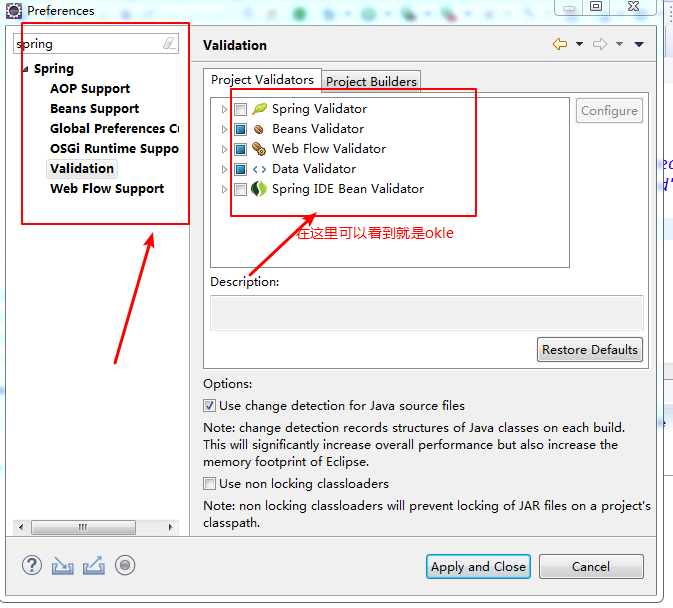 Preferences
spring
Spring
AOP Support
Beans Support
Global Preferences Cu
OSGi Runtime Suppo
Validation
Web Flow Support
Validation
Project Validators
Project Builders
Spring Validator
Beans Validator
Web Flow Validator
Data Validator
Spring IDE Bean Validator
Configure
在这里可以看到就是okle
Description:
Restore Defaults
Options:
Use change detection for Java source files
Note: change detection records structures of Java classes on each build.
This will significantly increase overall performance but also increase the
memory footprint of Eclipse.
Use non locking classloaders
Note: non locking classloaders will prevent locking of JAR files on a project's
classpath.
Apply and Close
Cancel